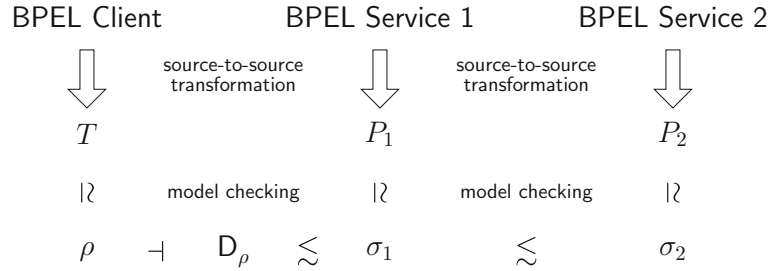 BPEL Client BPEL Service 1 BPEL Service 2
source-to-source source-to-source
transformation transformation
T P₁ P₂
≀| model checking ≀| model checking ≀|
ρ ⊣ D_ρ ≲ σ₁ ≲ σ₂